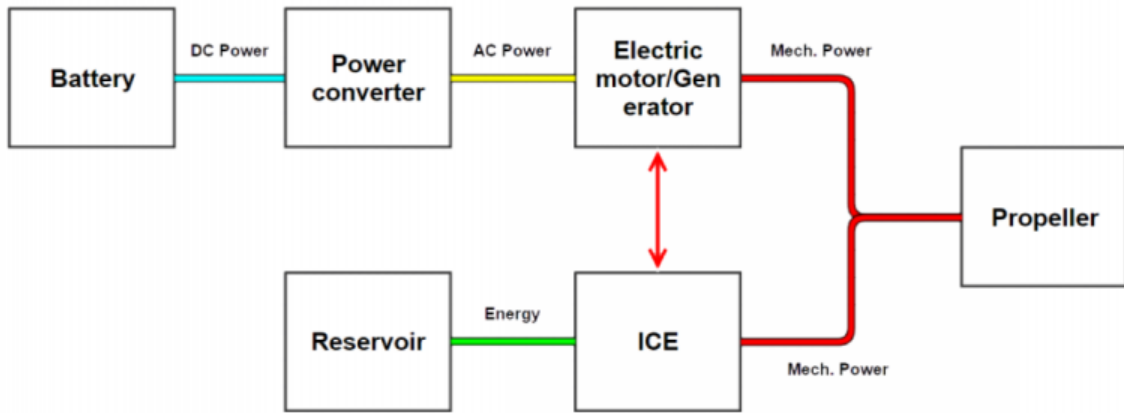 DC Power
AC Power
Mech. Power
Battery
Power
converter
Electric
motor/Gen
erator
Propeller
Reservoir
Energy
ICE
Mech. Power